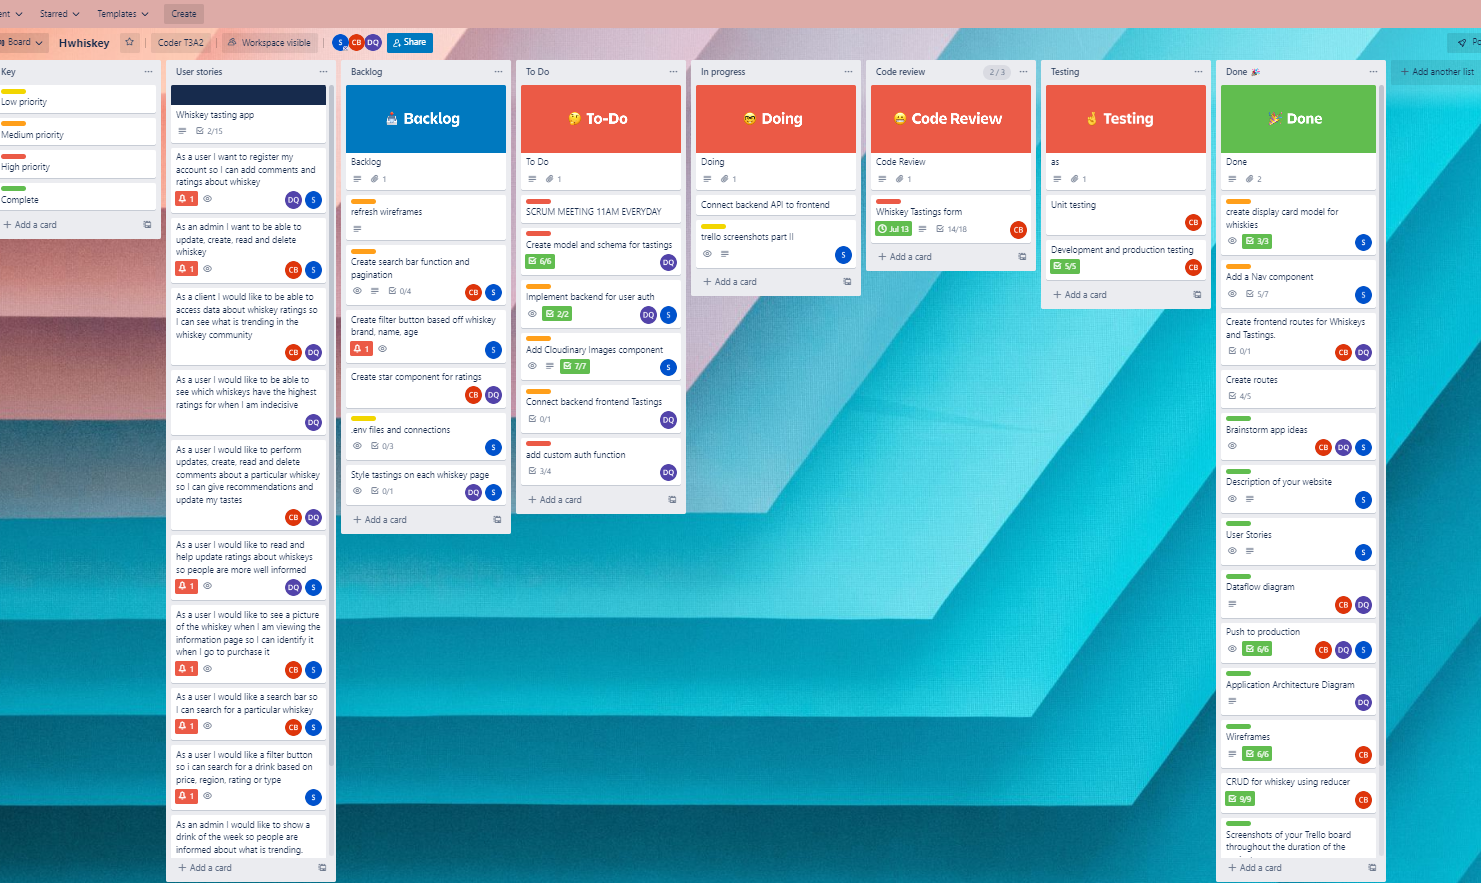 Starred
Templates
Create
Board
Hwhiskey
Coder T3A2
Workspace visible
S
CB
DQ
Share
Key
Low priority
Medium priority
High priority
Complete
+ Add a card
User stories
Whiskey tasting app
2/15
As a user I want to register my
account so I can add comments and
ratings about whiskey
1
DQ
S
As an admin I want to be able to
update, create, read and delete
whiskey
1
CB
S
As a client I would like to be able to
access data about whiskey ratings so
I can see what is trending in the
whiskey community
CB
DQ
As a user I would like to be able to
see which whiskeys have the highest
ratings for when I am indecisive
DQ
As a user I would like to perform
updates, create, read and delete
comments about a particular whiskey
so I can give recommendations and
update my tastes
CB
DQ
As a user I would like to read and
help update ratings about whiskeys
so people are more well informed
1
DQ
S
As a user I would like to see a picture
of the whiskey when I am viewing the
information page so I can identify it
when I go to purchase it
1
CB
S
As a user I would like a search bar so
I can search for a particular whiskey
1
CB
S
As a user I would like a filter button
so i can search for a drink based on
price, region, rating or type
1
S
As an admin I would like to show a
drink of the week so people are
informed about what is trending.
+ Add a card
Backlog
Backlog
Backlog
1
refresh wireframes
Create search bar function and
pagination
0/4
CB
S
Create filter button based off whiskey
brand, name, age
1
S
Create star component for ratings
CB
DQ
.env files and connections
0/3
S
Style tastings on each whiskey page
0/1
DQ
S
+ Add a card
To Do
To-Do
To Do
1
SCRUM MEETING 11AM EVERYDAY
Create model and schema for tastings
6/6
DQ
Implement backend for user auth
2/2
DQ
S
Add Cloudinary Images component
7/7
S
Connect backend frontend Tastings
0/1
DQ
add custom auth function
3/4
DQ
+ Add a card
In progress
Doing
Doing
1
Connect backend API to frontend
trello screenshots part II
S
+ Add a card
Code review
2 / 3
Code Review
Code Review
1
Whiskey Tastings form
Jul 13
14/18
CB
+ Add a card
Testing
Testing
as
1
Unit testing
CB
Development and production testing
5/5
CB
+ Add a card
Done 🎉
Done
Done
2
create display card model for
whiskies
3/3
S
Add a Nav component
5/7
S
Create frontend routes for Whiskeys
and Tastings.
0/1
CB
DQ
Create routes
4/5
Brainstorm app ideas
CB
DQ
S
Description of your website
S
User Stories
S
Dataflow diagram
CB
DQ
Push to production
6/6
CB
DQ
S
Application Architecture Diagram
DQ
Wireframes
6/6
CB
CRUD for whiskey using reducer
9/9
CB
Screenshots of your Trello board
throughout the duration of the
+ Add a card
+ Add another list